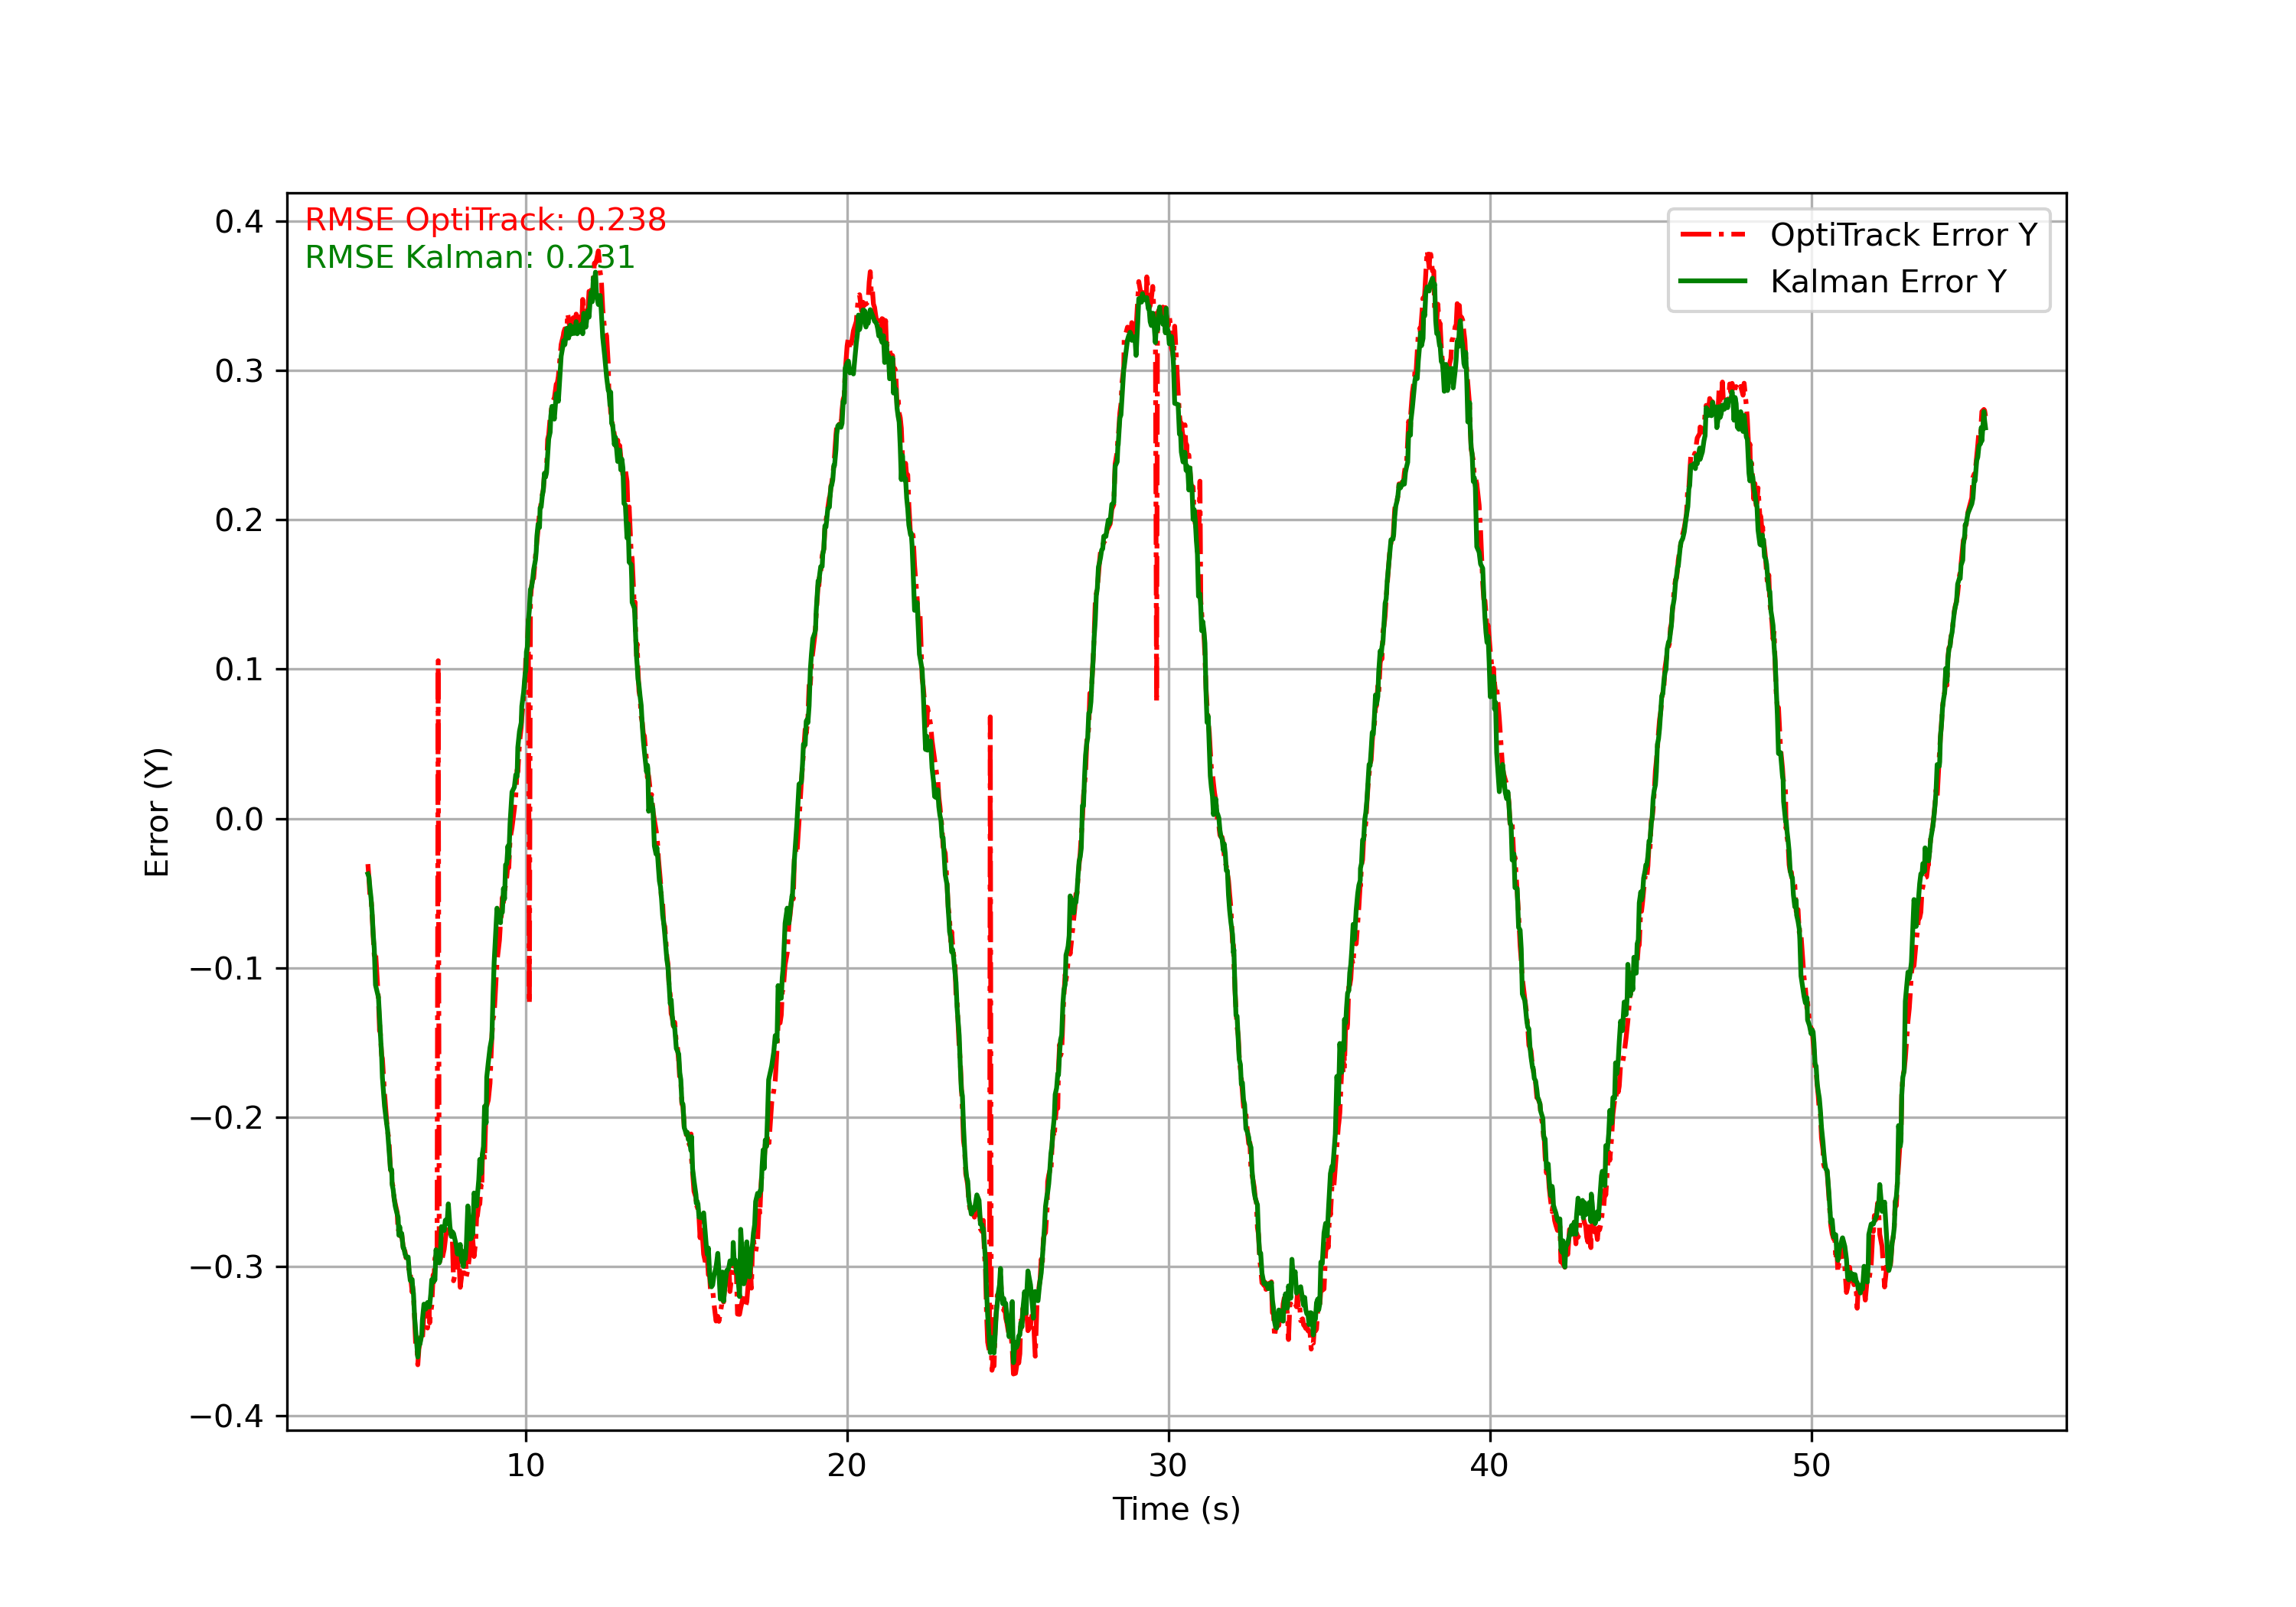 RMSE OptiTrack: 0.238
RMSE Kalman: 0.231
OptiTrack Error Y
Kalman Error Y
0.4
0.3
0.2
0.1
0.0
−0.1
−0.2
−0.3
−0.4
Error (Y)
10 20 30 40 50
Time (s)